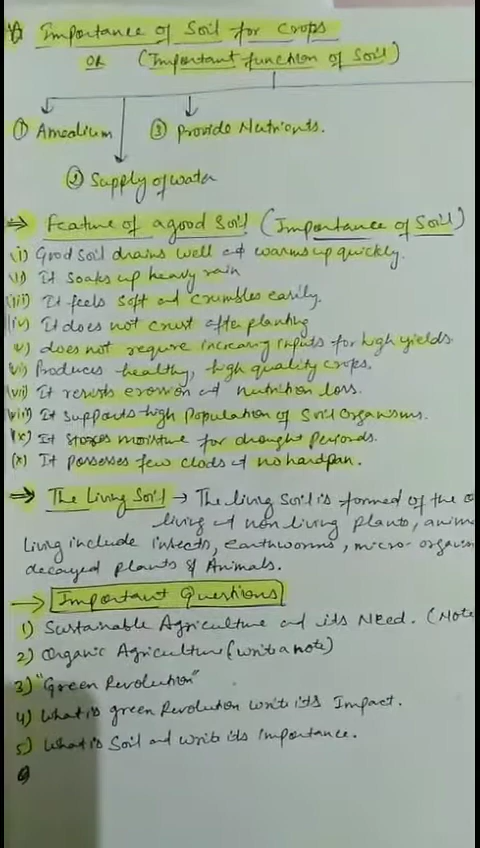 Importance of Soil for Crops
OR (Important function of Soil)
① Amedium ③ Provide Nutrients.
② Supply of water
⇒ Feature of a good Soil (Importance of Soil)
(i) Good Soil drains well and warms up quickly.
(i) It Soaks up heavy rain
(iii) It feels Soft and Crumbles easily.
(iv) It does not crust after planting
v) does not require increasing inputs for high yields.
vi) Produces healthy, high quality crops.
(vii) It resists erosion and nutrition loss.
(viii) It Supports high Population of Soil Organisms.
(ix) It Stores moisture for drought Periods.
(x) It Possesses few clods & no hardpan.
⇒ The Living Soil → The living Soil is formed of the
living & non living Plants,
Living include insects, earthworms, micro-
decayed Plants & Animals.
→ Important Questions
1) Sustainable Agriculture and its Need. (Note
2) Organic Agriculture (write a note)
3) "Green Revolution"
4) What is green Revolution write its Impact.
5) What is Soil and write its Importance.
6)